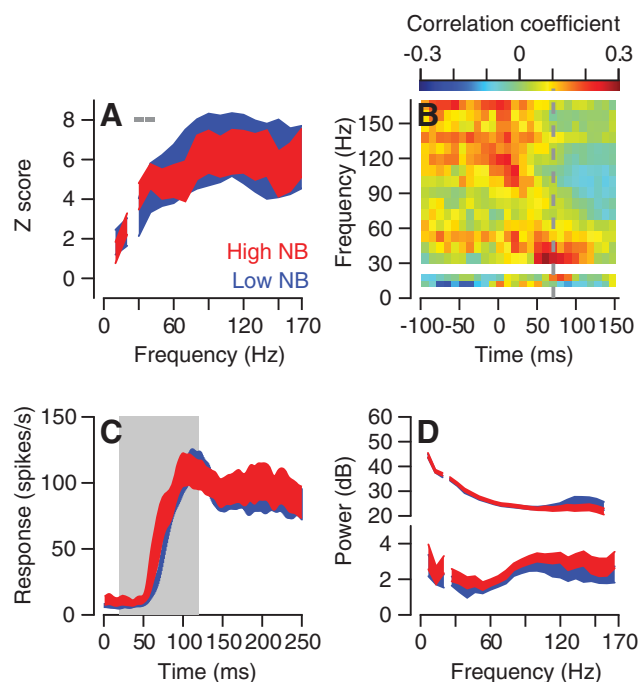 Correlation coefficient
-0.3 0 0.3
A
8
6
4
2
0
Z score
High NB
Low NB
0 60 120 170
Frequency (Hz)
B
150
120
90
60
30
0
Frequency (Hz)
-100 -50 0 50 100 150
Time (ms)
C
150
100
50
0
Response (spikes/s)
0 50 100 150 200 250
Time (ms)
D
60
50
40
30
20
4
2
0
Power (dB)
0 60 120 170
Frequency (Hz)